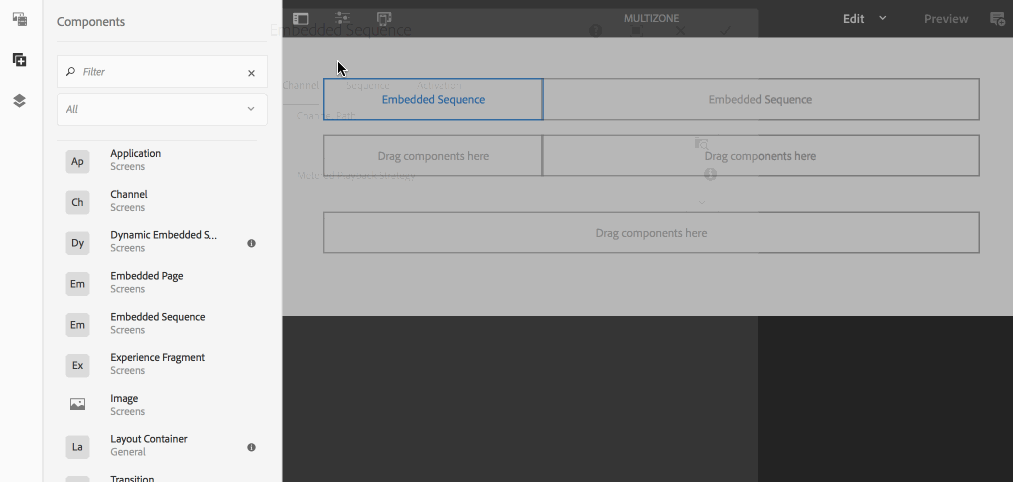 Components
MULTIZONE
Edit
Preview
Embedded Sequence
Filter
All
Channel Sequence Activation
Channel Path
Embedded Sequence
Embedded Sequence
Drag components here
Drag components here
Drag components here
Ap
Application
Screens
Ch
Channel
Screens
Dy
Dynamic Embedded S...
Screens
Em
Embedded Page
Screens
Em
Embedded Sequence
Screens
Ex
Experience Fragment
Screens
Image
Screens
La
Layout Container
General
Transition